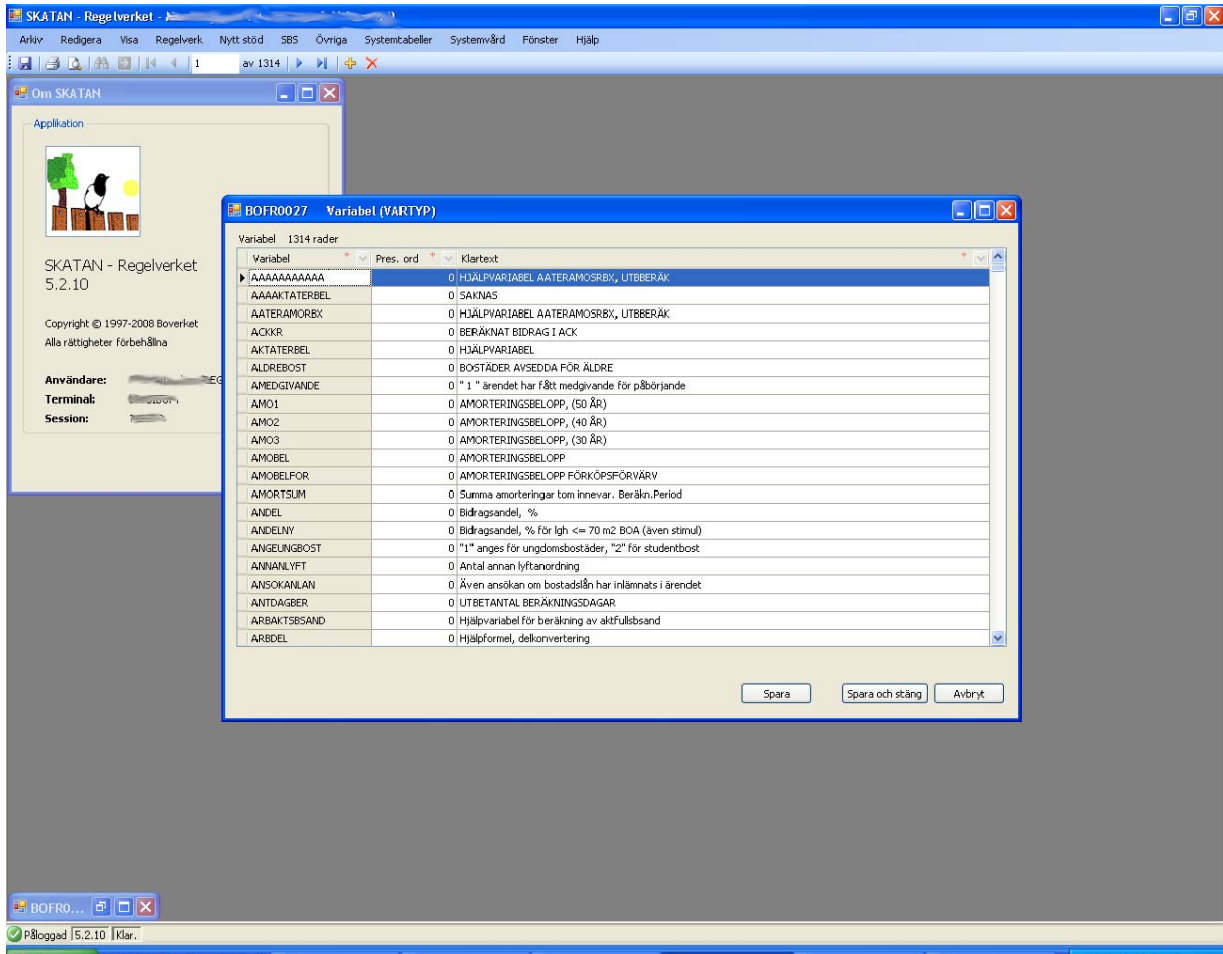 SKATAN - Regelverket -
Arkiv Redigera Visa Regelverk Nytt stöd SBS Övriga Systemtabeller Systemvård Fönster Hjälp
1 av 1314
Om SKATAN
Applikation
SKATAN - Regelverket
5.2.10
Copyright © 1997-2008 Boverket
Alla rättigheter förbehållna
Användare:
Terminal:
Session:
BOFR0027 Variabel (VARTYP)
Variabel 1314 rader
Variabel * Pres. ord * Klartext *
AAAAAAAAAAA 0 HJÄLPVARIABEL AATERAMOSRBX, UTBBERÄK
AAAAKTATERBEL 0 SAKNAS
AATERAMORBX 0 HJÄLPVARIABEL AATERAMOSRBX, UTBBERÄK
ACKKR 0 BERÄKNAT BIDRAG I ACK
AKTATERBEL 0 HJÄLPVARIABEL
ALDREBOST 0 BOSTÄDER AVSEDDA FÖR ÄLDRE
AMEDGIVANDE 0 " 1 " ärendet har fått medgivande för påbörjande
AMO1 0 AMORTERINGSBELOPP, (50 ÅR)
AMO2 0 AMORTERINGSBELOPP, (40 ÅR)
AMO3 0 AMORTERINGSBELOPP, (30 ÅR)
AMOBEL 0 AMORTERINGSBELOPP
AMOBELFOR 0 AMORTERINGSBELOPP FÖRKÖPSFÖRVÄRV
AMORTSUM 0 Summa amorteringar tom innevar. Beräkn.Period
ANDEL 0 Bidragsandel, %
ANDELNY 0 Bidragsandel, % för lgh <= 70 m2 BOA (även stimul)
ANGEUNGBOST 0 "1" anges för ungdomsbostäder, "2" för studentbost
ANNANLYFT 0 Antal annan lyftanordning
ANSOKANLAN 0 Även ansökan om bostadslån har inlämnats i ärendet
ANTDAGBER 0 UTBETANTAL BERÄKNINGSDAGAR
ARBAKTSBSAND 0 Hjälpvariabel för beräkning av aktfullsbsand
ARBDEL 0 Hjälpformel, delkonvertering
Spara Spara och stäng Avbryt
BOFR0...
Påloggad 5.2.10 Klar.